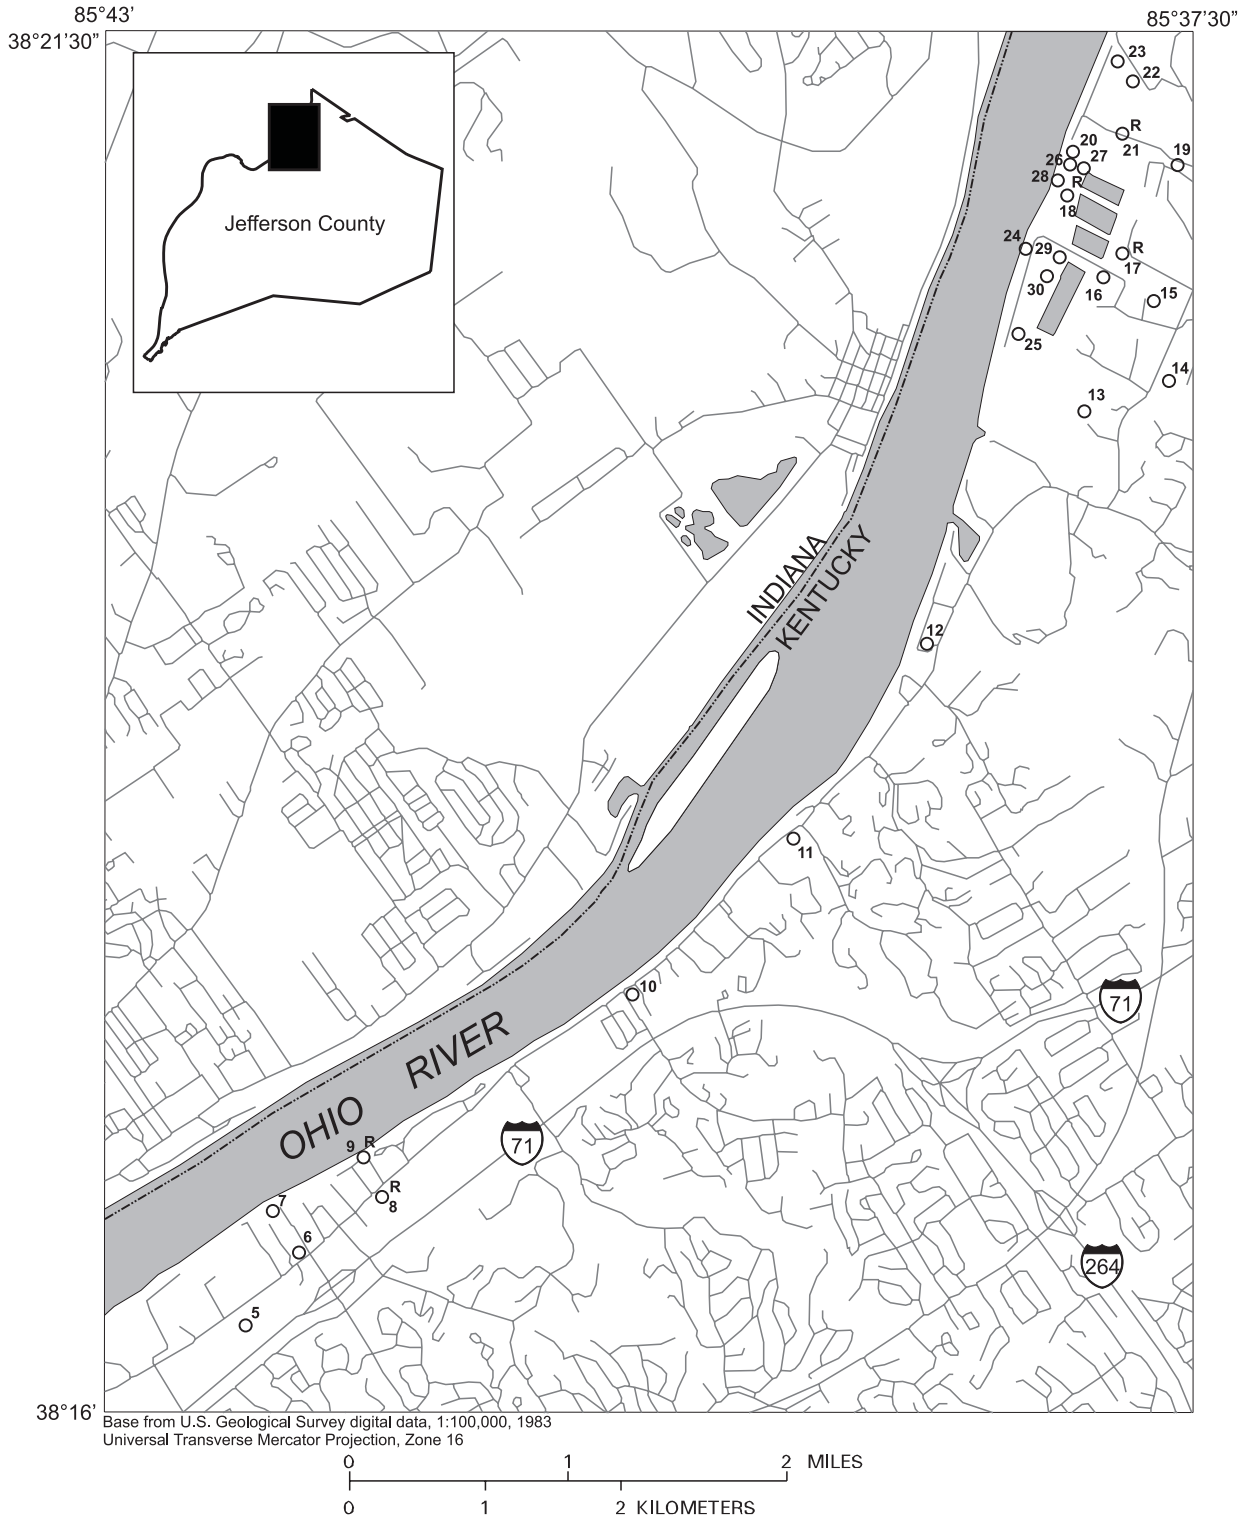 85°43’
85°37’30”
38°21’30”
Jefferson County
23
22
R
21
20
19
26
27
28
R
18
24
29
R
17
30
16
15
25
14
13
INDIANA
KENTUCKY
12
11
10
71
OHIO RIVER
71
9 R
R
8
7
6
264
5
38°16’
Base from U.S. Geological Survey digital data, 1:100,000, 1983
Universal Transverse Mercator Projection, Zone 16
0 1 2 MILES
0 1 2 KILOMETERS